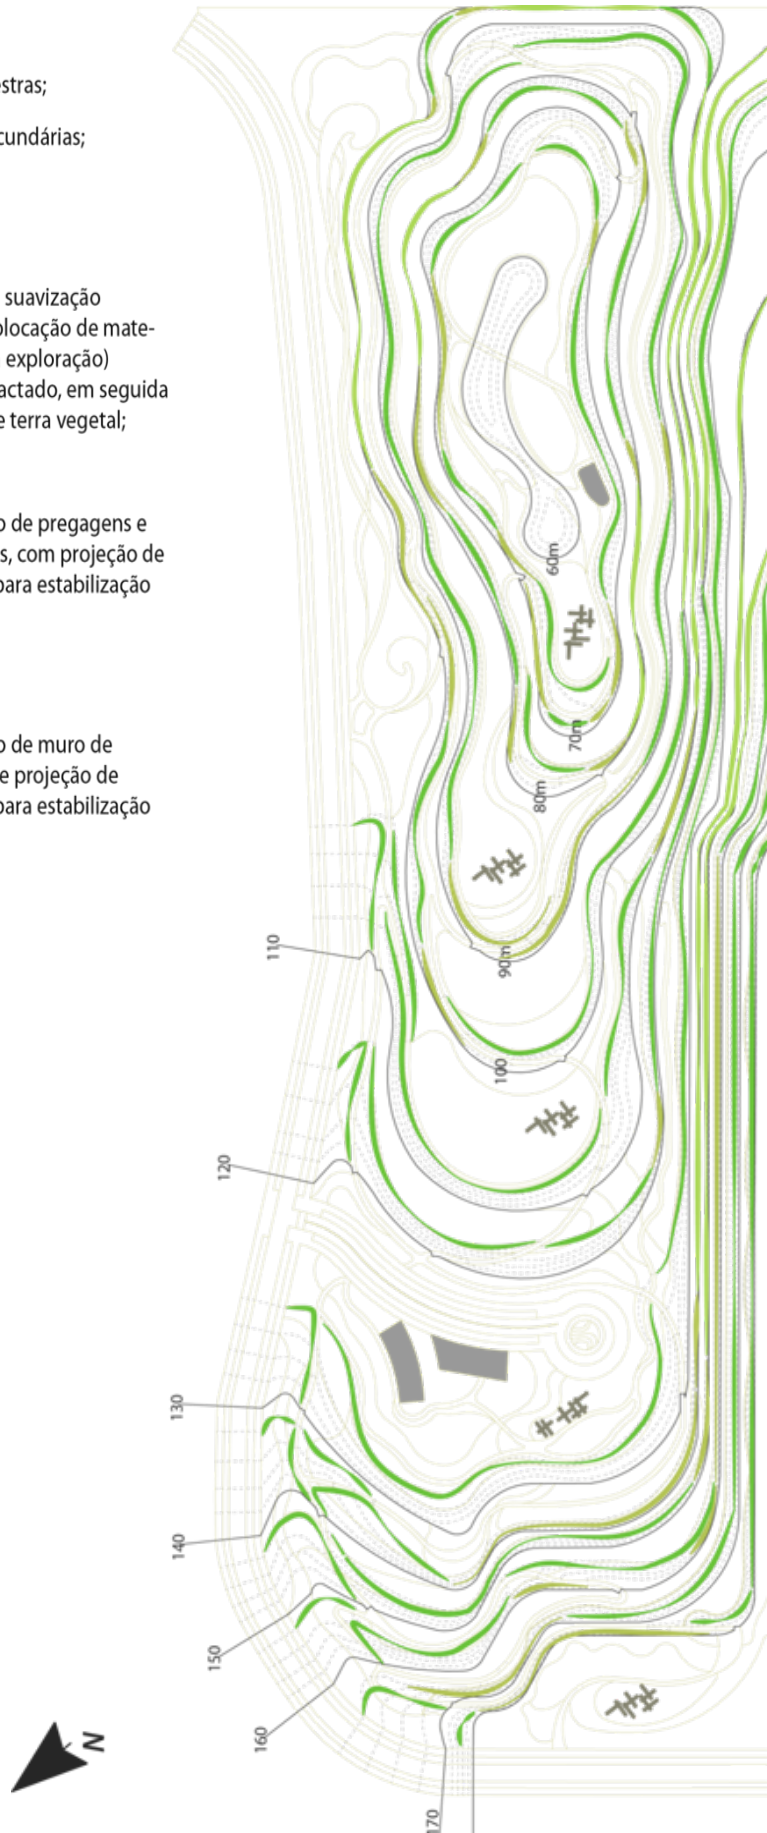 estras;
cundárias;
suavização
olocação de mate-
exploração)
actado, em seguida
e terra vegetal;
o de pregagens e
s, com projeção de
para estabilização
o de muro de
e projeção de
para estabilização
60m
70m
80m
90m
100
110
120
130
140
150
160
170
N